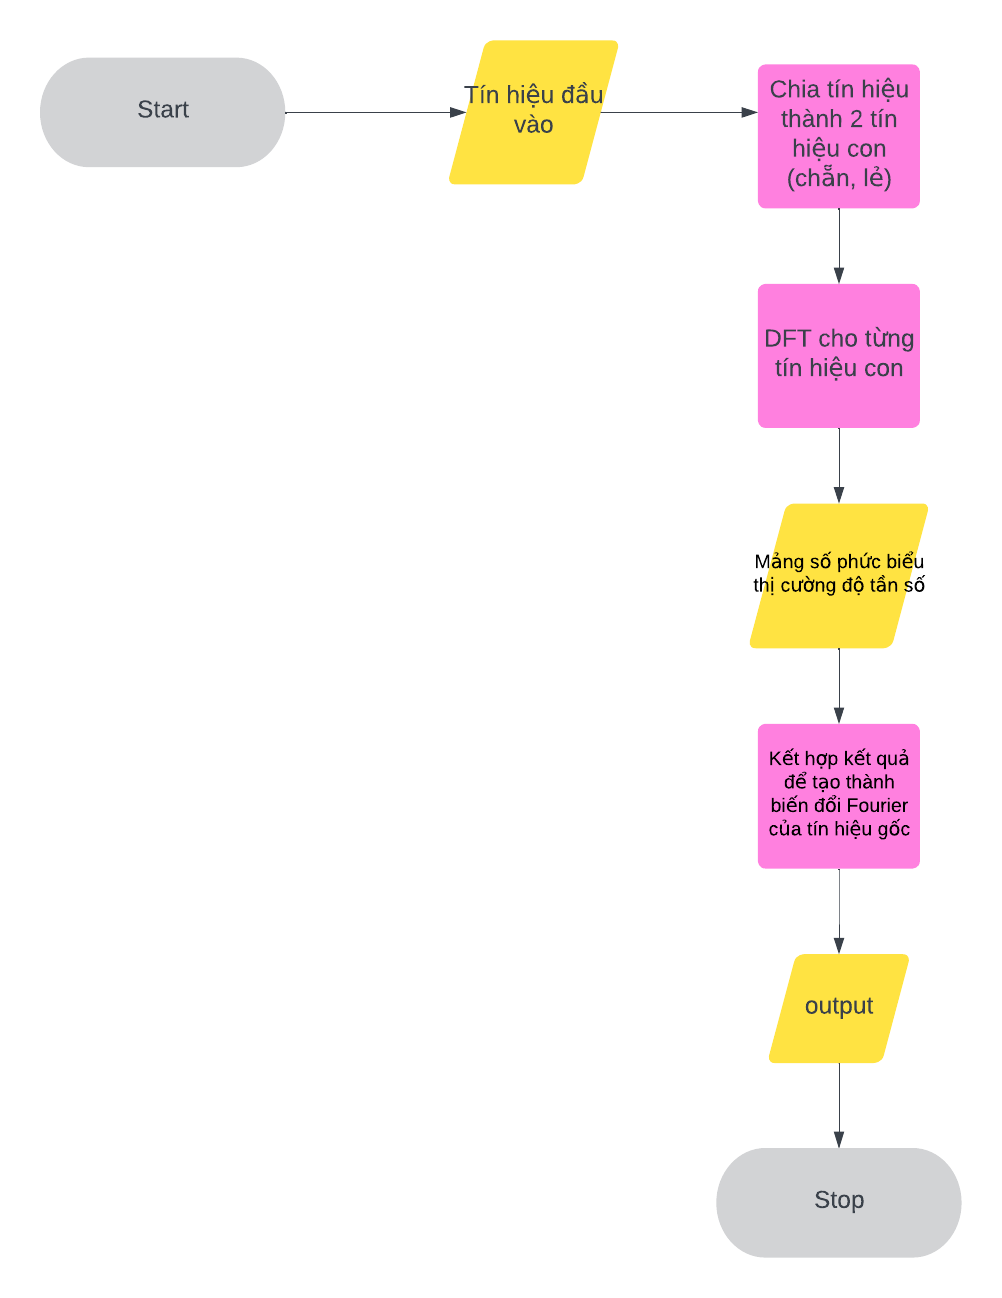 Start
Tín hiệu đầu
vào
Chia tín hiệu
thành 2 tín
hiệu con
(chẵn, lẻ)
DFT cho từng
tín hiệu con
Mảng số phức biểu
thị cường độ tần số
Kết hợp kết quả
để tạo thành
biến đổi Fourier
của tín hiệu gốc
output
Stop